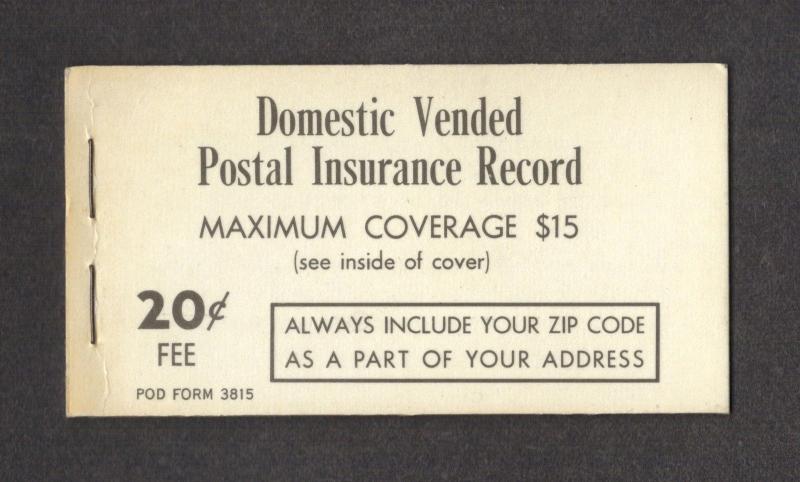 Domestic Vended
Postal Insurance Record
MAXIMUM COVERAGE $15
(see inside of cover)
20¢
FEE
ALWAYS INCLUDE YOUR ZIP CODE
AS A PART OF YOUR ADDRESS
POD FORM 3815